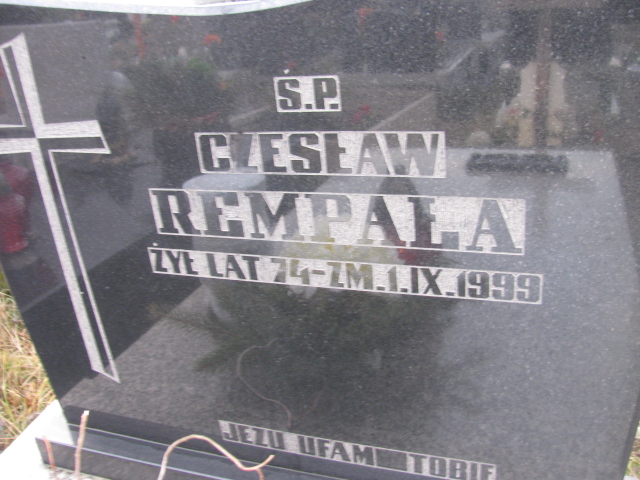 S.P.
CZESŁAW
REMPAŁA
ŻYŁ LAT 74-ZM.1.IX.1999
JEZU UFAM TOBIE